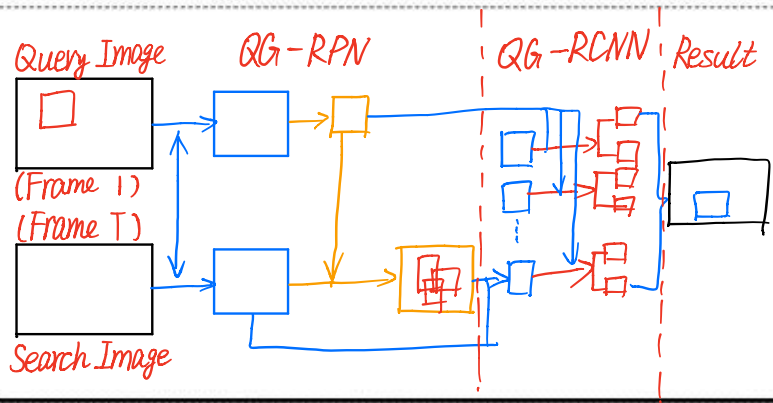 Query Image
QG-RPN
QG-RCNN
Result
(Frame 1)
(Frame T)
Search Image